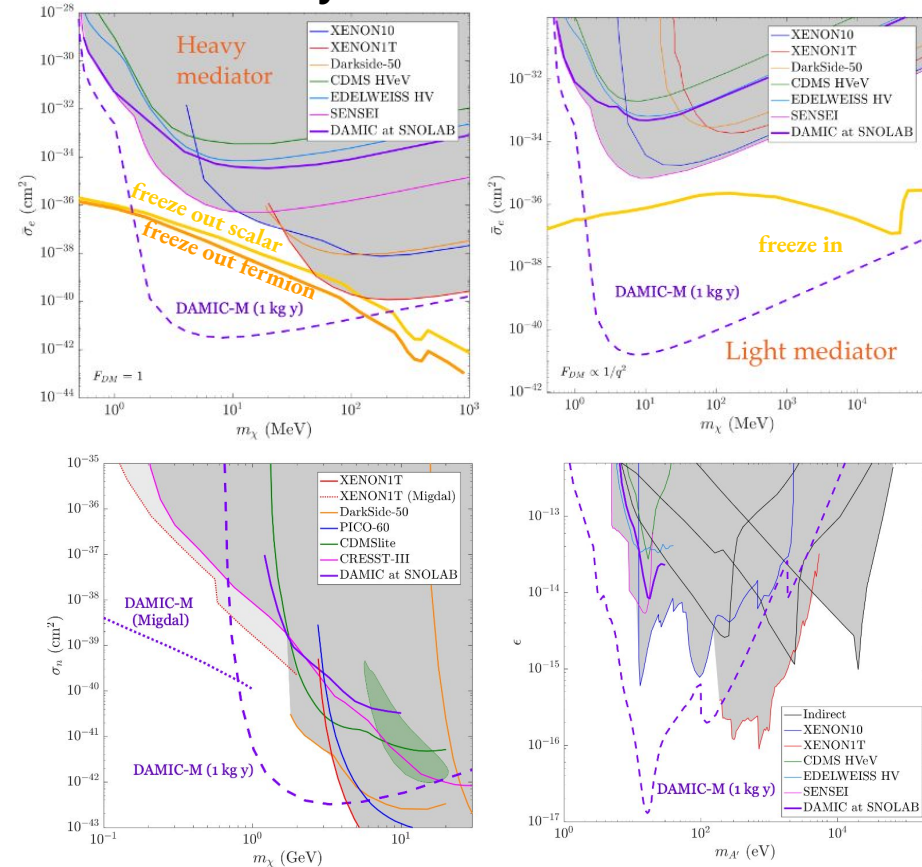 10^{-28}
10^{-30}
10^{-32}
10^{-34}
10^{-36}
10^{-38}
10^{-40}
10^{-42}
10^{-44}
σ̄_e (cm²)
Heavy
mediator
XENON10
XENON1T
Darkside-50
CDMS HVeV
EDELWEISS HV
SENSEI
DAMIC at SNOLAB
freeze out scalar
freeze out fermion
DAMIC-M (1 kg y)
F_{DM} = 1
10^0
10^1
10^2
10^3
m_χ (MeV)
10^{-32}
10^{-34}
10^{-36}
10^{-38}
10^{-40}
10^{-42}
σ̄_e (cm²)
XENON10
XENON1T
DarkSide-50
CDMS HVeV
EDELWEISS HV
SENSEI
DAMIC at SNOLAB
freeze in
DAMIC-M (1 kg y)
Light mediator
F_{DM} ∝ 1/q²
10^0
10^1
10^2
10^3
10^4
m_χ (MeV)
10^{-35}
10^{-36}
10^{-37}
10^{-38}
10^{-39}
10^{-40}
10^{-41}
10^{-42}
10^{-43}
σ_n (cm²)
XENON1T
XENON1T (Migdal)
DarkSide-50
PICO-60
CDMSlite
CRESST-III
DAMIC at SNOLAB
DAMIC-M
(Migdal)
DAMIC-M (1 kg y)
10^{-1}
10^0
10^1
m_χ (GeV)
10^{-13}
10^{-14}
10^{-15}
10^{-16}
10^{-17}
ϵ
Indirect
XENON10
XENON1T
CDMS HVeV
EDELWEISS HV
SENSEI
DAMIC at SNOLAB
DAMIC-M (1 kg y)
10^0
10^2
10^4
m_{A'} (eV)